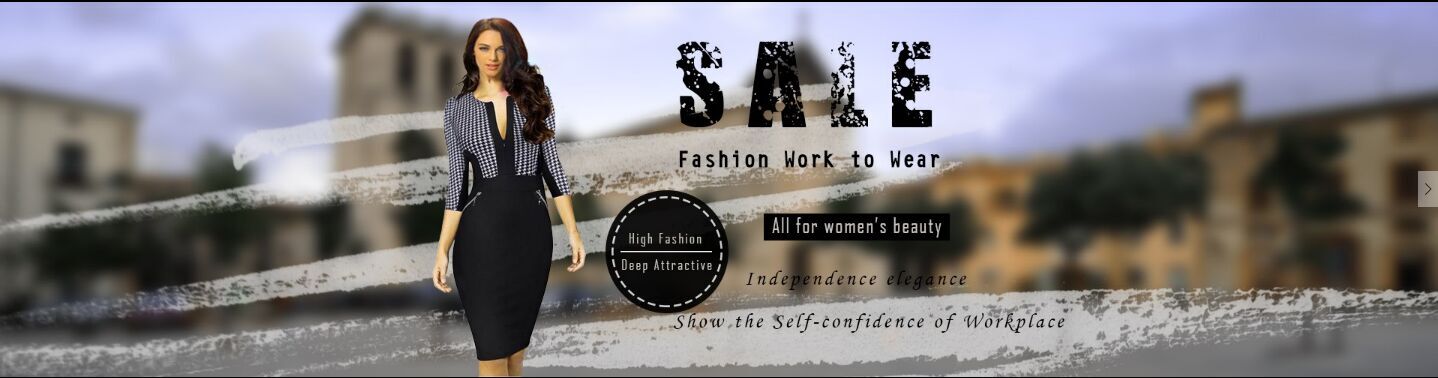 SALE
Fashion Work to Wear
High Fashion
Deep Attractive
All for women's beauty
Independence elegance
Show the Self-confidence of Workplace